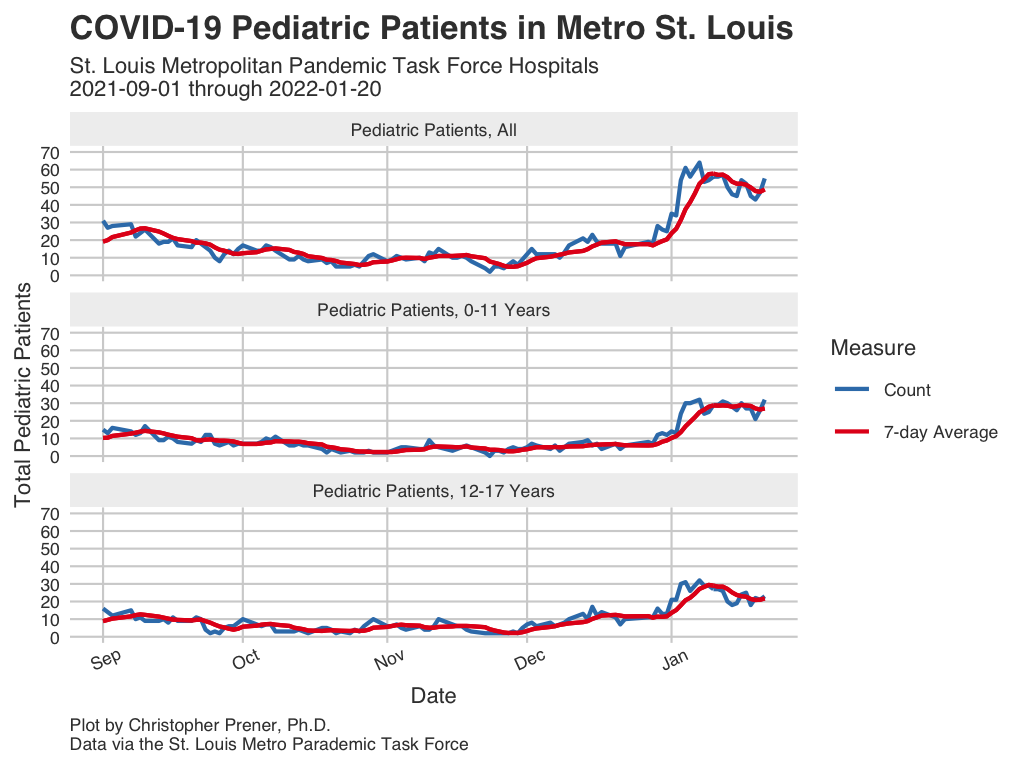 COVID-19 Pediatric Patients in Metro St. Louis
St. Louis Metropolitan Pandemic Task Force Hospitals
2021-09-01 through 2022-01-20
Total Pediatric Patients
Pediatric Patients, All
70
60
50
40
30
20
10
0
Pediatric Patients, 0-11 Years
70
60
50
40
30
20
10
0
Pediatric Patients, 12-17 Years
70
60
50
40
30
20
10
0
Sep Oct Nov Dec Jan
Date
Measure
Count
7-day Average
Plot by Christopher Prener, Ph.D.
Data via the St. Louis Metro Parademic Task Force